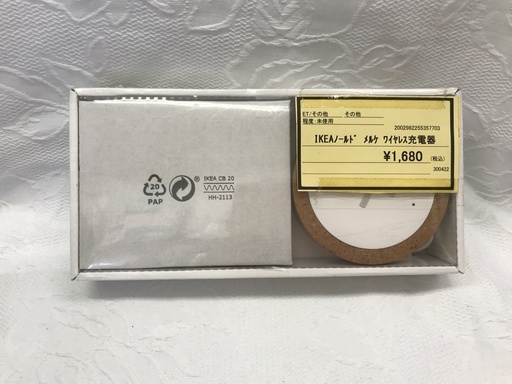 ET/その他 その他
程度:未使用
2002982255357703
IKEAノールド メルケ ワイヤレス充電器
¥1,680 (税込)
300422
20
PAP
®
IKEA CB 20
HH-2113